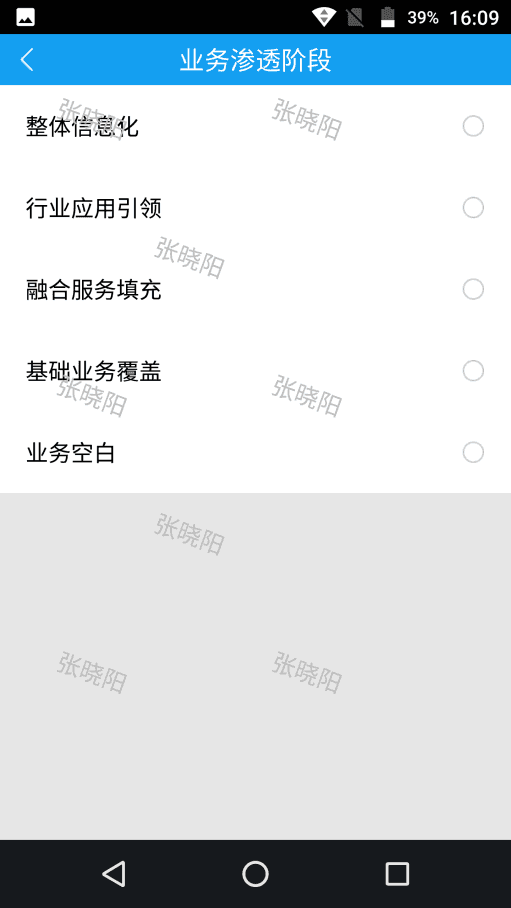 39% 16:09
业务渗透阶段
整体信息化
张晓阳 张晓阳
行业应用引领
张晓阳
融合服务填充
基础业务覆盖
张晓阳 张晓阳
业务空白
张晓阳
张晓阳 张晓阳